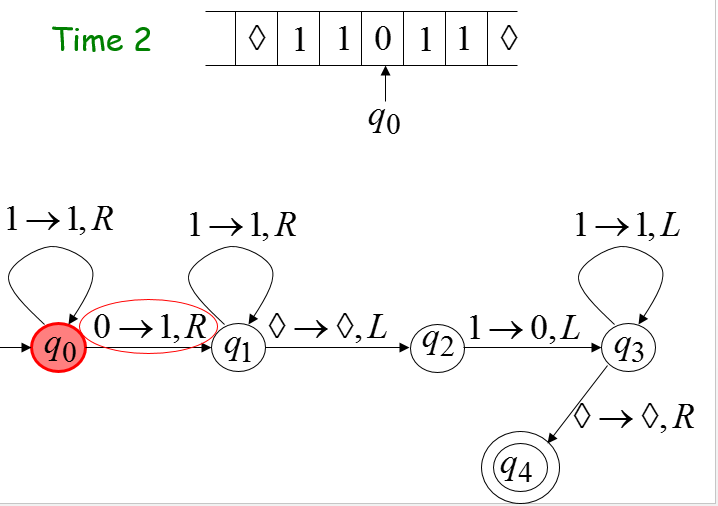 Time 2
◊ 1 1 0 1 1 ◊
q0
1 → 1, R
1 → 1, R
1 → 1, L
0 → 1, R
◊ → ◊, L
1 → 0, L
q0
q1
q2
q3
◊ → ◊, R
q4